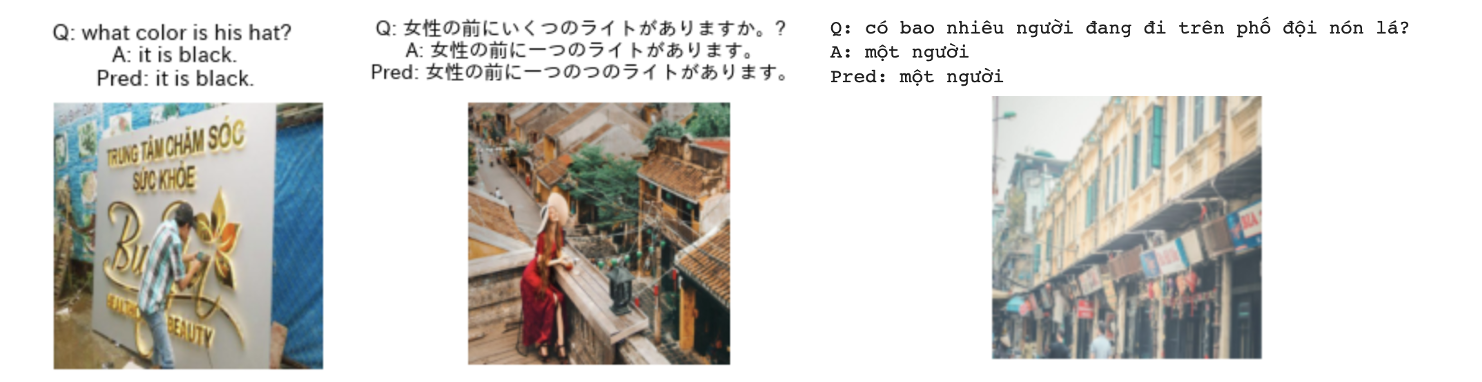 Q: what color is his hat?
A: it is black.
Pred: it is black.
Q: 女性の前にいくつのライトがありますか。?
A: 女性の前に一つのライトがあります。
Pred: 女性の前に一つのつのライトがあります。
Q: có bao nhiêu người đang đi trên phố đội nón lá?
A: một người
Pred: một người
TRUNG TÂM CHĂM SÓC
SỨC KHỎE
BEAUTY